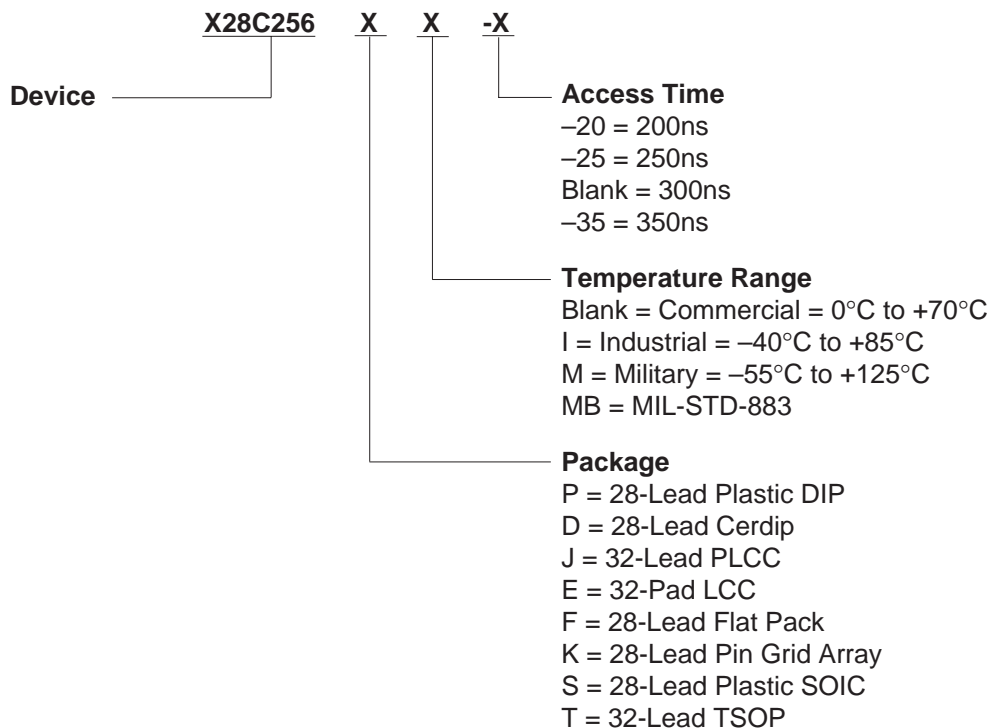 X28C256 X X -X
Device
Access Time
–20 = 200ns
–25 = 250ns
Blank = 300ns
–35 = 350ns
Temperature Range
Blank = Commercial = 0°C to +70°C
I = Industrial = –40°C to +85°C
M = Military = –55°C to +125°C
MB = MIL-STD-883
Package
P = 28-Lead Plastic DIP
D = 28-Lead Cerdip
J = 32-Lead PLCC
E = 32-Pad LCC
F = 28-Lead Flat Pack
K = 28-Lead Pin Grid Array
S = 28-Lead Plastic SOIC
T = 32-Lead TSOP